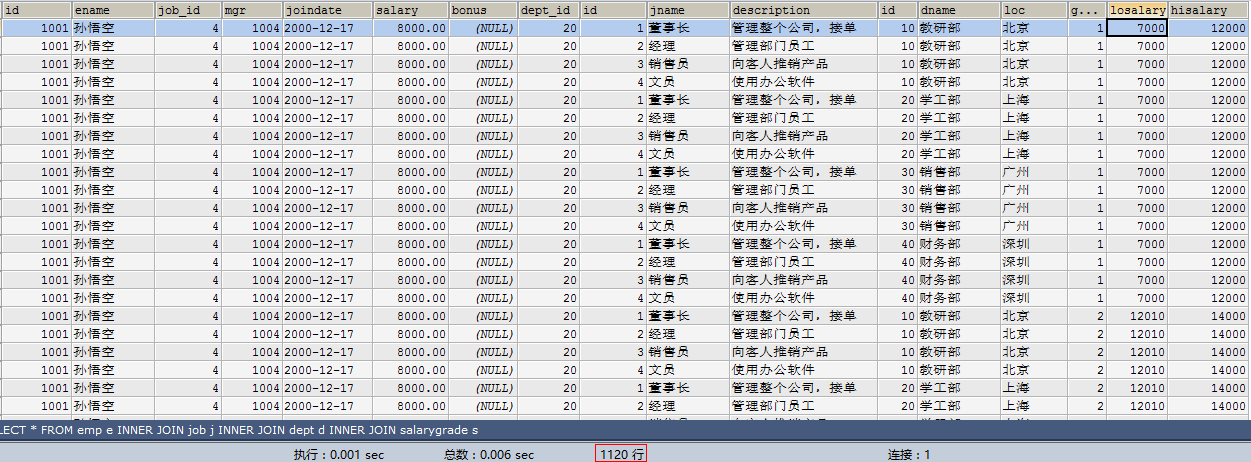 id ename job_id mgr joindate salary bonus dept_id id jname description id dname loc g... losalary hisalary
1001 孙悟空 4 1004 2000-12-17 8000.00 (NULL) 20 1 董事长 管理整个公司，接单 10 教研部 北京 1 7000 12000
1001 孙悟空 4 1004 2000-12-17 8000.00 (NULL) 20 2 经理 管理部门员工 10 教研部 北京 1 7000 12000
1001 孙悟空 4 1004 2000-12-17 8000.00 (NULL) 20 3 销售员 向客人推销产品 10 教研部 北京 1 7000 12000
1001 孙悟空 4 1004 2000-12-17 8000.00 (NULL) 20 4 文员 使用办公软件 10 教研部 北京 1 7000 12000
1001 孙悟空 4 1004 2000-12-17 8000.00 (NULL) 20 1 董事长 管理整个公司，接单 20 学工部 上海 1 7000 12000
1001 孙悟空 4 1004 2000-12-17 8000.00 (NULL) 20 2 经理 管理部门员工 20 学工部 上海 1 7000 12000
1001 孙悟空 4 1004 2000-12-17 8000.00 (NULL) 20 3 销售员 向客人推销产品 20 学工部 上海 1 7000 12000
1001 孙悟空 4 1004 2000-12-17 8000.00 (NULL) 20 4 文员 使用办公软件 20 学工部 上海 1 7000 12000
1001 孙悟空 4 1004 2000-12-17 8000.00 (NULL) 20 1 董事长 管理整个公司，接单 30 销售部 广州 1 7000 12000
1001 孙悟空 4 1004 2000-12-17 8000.00 (NULL) 20 2 经理 管理部门员工 30 销售部 广州 1 7000 12000
1001 孙悟空 4 1004 2000-12-17 8000.00 (NULL) 20 3 销售员 向客人推销产品 30 销售部 广州 1 7000 12000
1001 孙悟空 4 1004 2000-12-17 8000.00 (NULL) 20 4 文员 使用办公软件 30 销售部 广州 1 7000 12000
1001 孙悟空 4 1004 2000-12-17 8000.00 (NULL) 20 1 董事长 管理整个公司，接单 40 财务部 深圳 1 7000 12000
1001 孙悟空 4 1004 2000-12-17 8000.00 (NULL) 20 2 经理 管理部门员工 40 财务部 深圳 1 7000 12000
1001 孙悟空 4 1004 2000-12-17 8000.00 (NULL) 20 3 销售员 向客人推销产品 40 财务部 深圳 1 7000 12000
1001 孙悟空 4 1004 2000-12-17 8000.00 (NULL) 20 4 文员 使用办公软件 40 财务部 深圳 1 7000 12000
1001 孙悟空 4 1004 2000-12-17 8000.00 (NULL) 20 1 董事长 管理整个公司，接单 10 教研部 北京 2 12010 14000
1001 孙悟空 4 1004 2000-12-17 8000.00 (NULL) 20 2 经理 管理部门员工 10 教研部 北京 2 12010 14000
1001 孙悟空 4 1004 2000-12-17 8000.00 (NULL) 20 3 销售员 向客人推销产品 10 教研部 北京 2 12010 14000
1001 孙悟空 4 1004 2000-12-17 8000.00 (NULL) 20 4 文员 使用办公软件 10 教研部 北京 2 12010 14000
1001 孙悟空 4 1004 2000-12-17 8000.00 (NULL) 20 1 董事长 管理整个公司，接单 20 学工部 上海 2 12010 14000
1001 孙悟空 4 1004 2000-12-17 8000.00 (NULL) 20 2 经理 管理部门员工 20 学工部 上海 2 12010 14000
LECT * FROM emp e INNER JOIN job j INNER JOIN dept d INNER JOIN salarygrade s
执行：0.001 sec 总数：0.006 sec 1120 行 连接：1